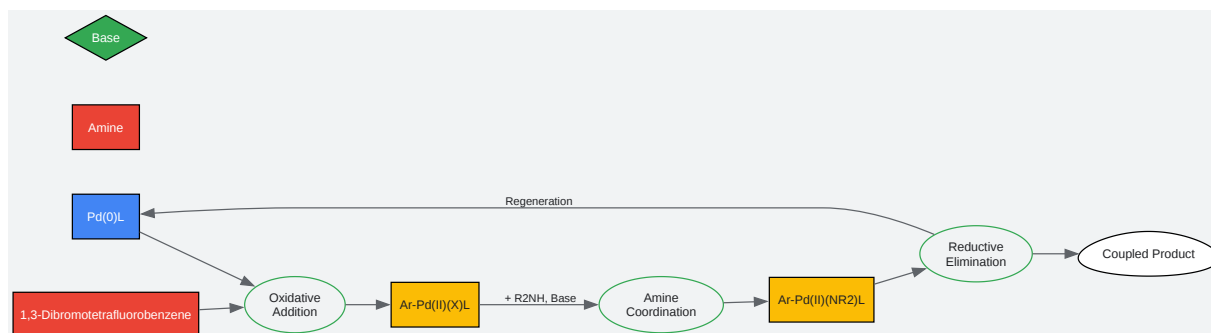 Base
Amine
Pd(0)L
Regeneration
1,3-Dibromotetrafluorobenzene
Oxidative
Addition
Ar-Pd(II)(X)L
+ R2NH, Base
Amine
Coordination
Ar-Pd(II)(NR2)L
Reductive
Elimination
Coupled Product